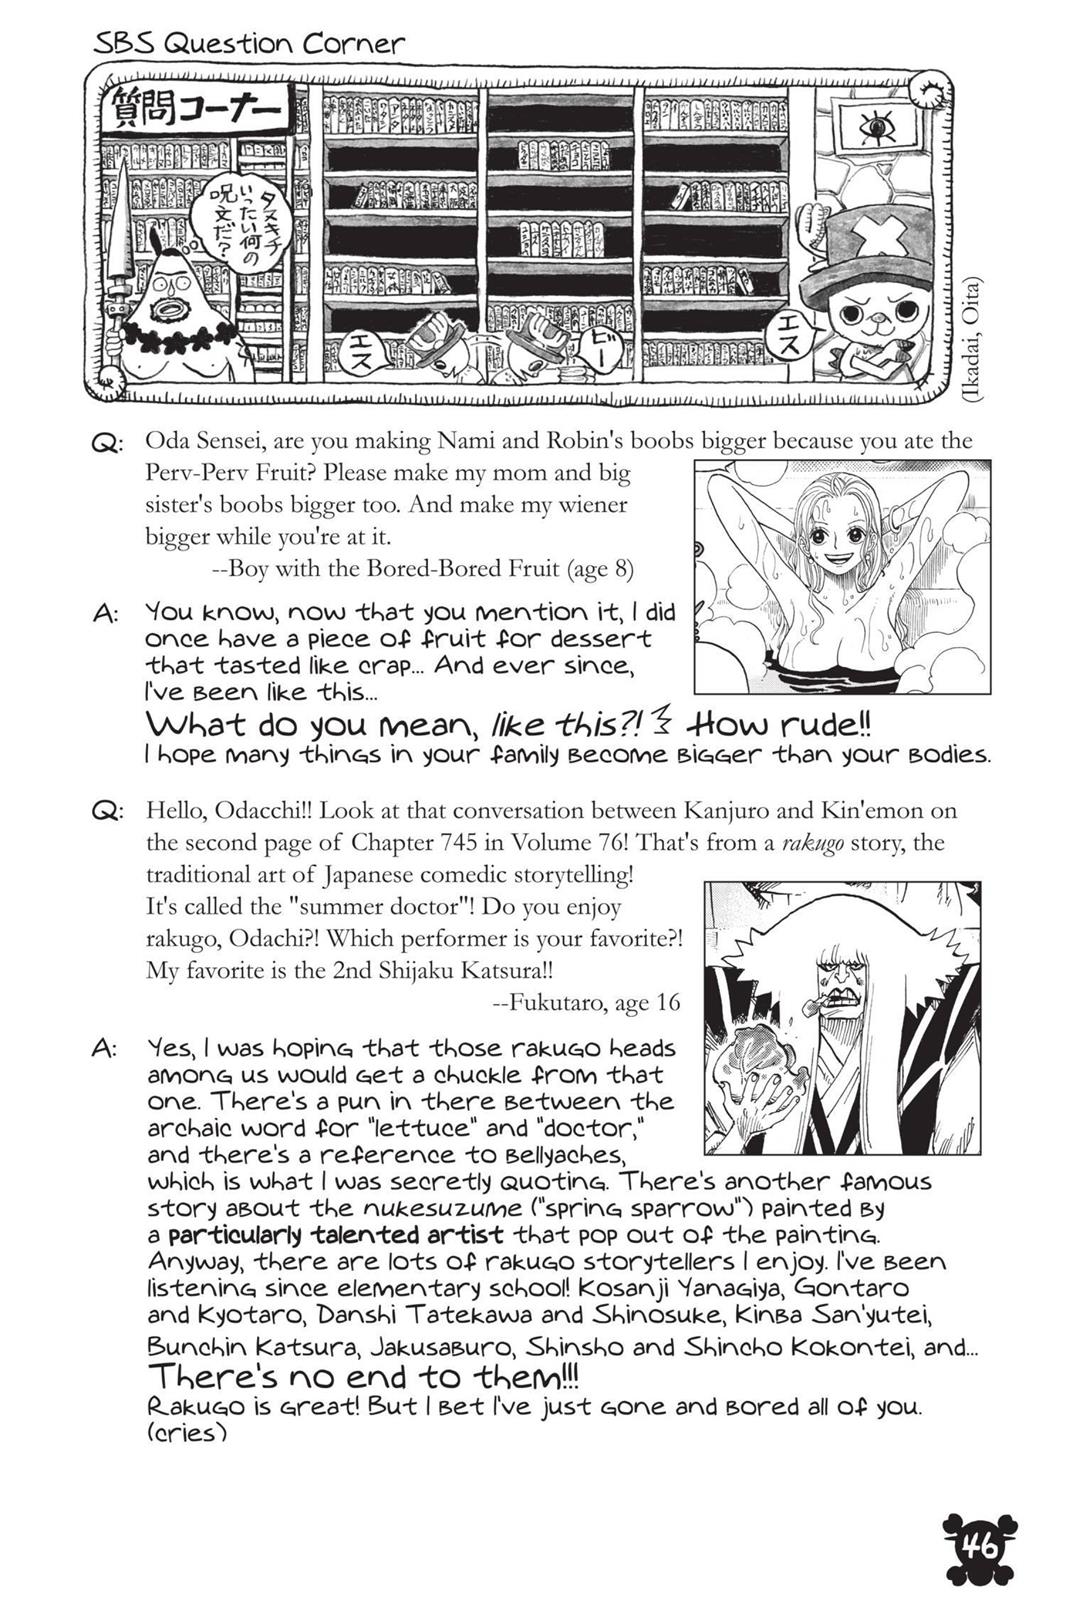 SBS Question Corner
質問コーナー
タヌキチ
いったい何の
呪文だ!?
エス
ビー
エス
(Ikadai, Oita)
Q: Oda Sensei, are you making Nami and Robin's boobs bigger because you ate the
Perv-Perv Fruit? Please make my mom and big
sister's boobs bigger too. And make my wiener
bigger while you're at it.
--Boy with the Bored-Bored Fruit (age 8)
A: You know, now that you mention it, I did
once have a piece of fruit for dessert
that tasted like crap... And ever since,
I've been like this...
What do you mean, like this?! How rude!!
I hope many things in your family become bigger than your bodies.
Q: Hello, Odacchi!! Look at that conversation between Kanjuro and Kin'emon on
the second page of Chapter 745 in Volume 76! That's from a rakugo story, the
traditional art of Japanese comedic storytelling!
It's called the "summer doctor"! Do you enjoy
rakugo, Odachi?! Which performer is your favorite?!
My favorite is the 2nd Shijaku Katsura!!
--Fukutaro, age 16
A: Yes, I was hoping that those rakugo heads
among us would get a chuckle from that
one. There's a pun in there between the
archaic word for "lettuce" and "doctor,"
and there's a reference to bellyaches,
which is what I was secretly quoting. There's another famous
story about the nukesuzume ("spring sparrow") painted by
a particularly talented artist that pop out of the painting.
Anyway, there are lots of rakugo storytellers I enjoy. I've been
listening since elementary school! Kosanji Yanagiya, Gontaro
and Kyotaro, Danshi Tatekawa and Shinosuke, Kinba San'yutei,
Bunchin Katsura, Jakusaburo, Shinsho and Shincho Kokontei, and...
There's no end to them!!!
Rakugo is great! But I bet I've just gone and bored all of you.
(cries)
46